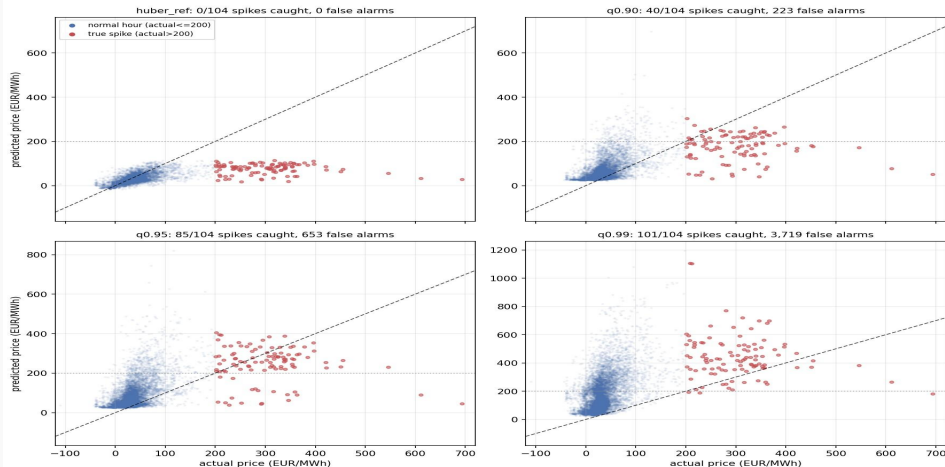 huber_ref: 0/104 spikes caught, 0 false alarms
normal hour (actual<=200)
true spike (actual>200)
predicted price (EUR/MWh)
600
400
200
0
q0.90: 40/104 spikes caught, 223 false alarms
600
400
200
0
q0.95: 85/104 spikes caught, 653 false alarms
predicted price (EUR/MWh)
800
600
400
200
0
−100 0 100 200 300 400 500 600 700
actual price (EUR/MWh)
q0.99: 101/104 spikes caught, 3,719 false alarms
1200
1000
800
600
400
200
0
−100 0 100 200 300 400 500 600 700
actual price (EUR/MWh)